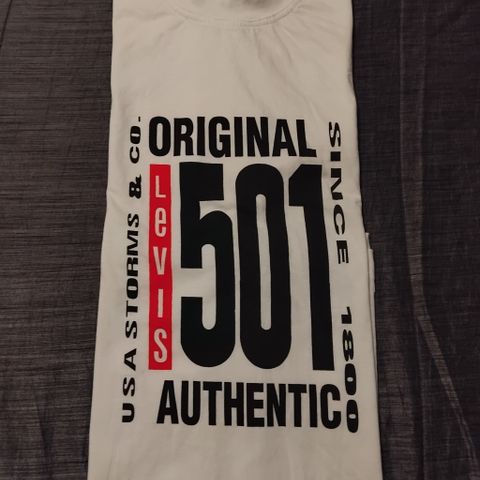 ORIGINAL
USA STORMS & CO.
LeVIS
501
SINCE 1800
AUTHENTIC